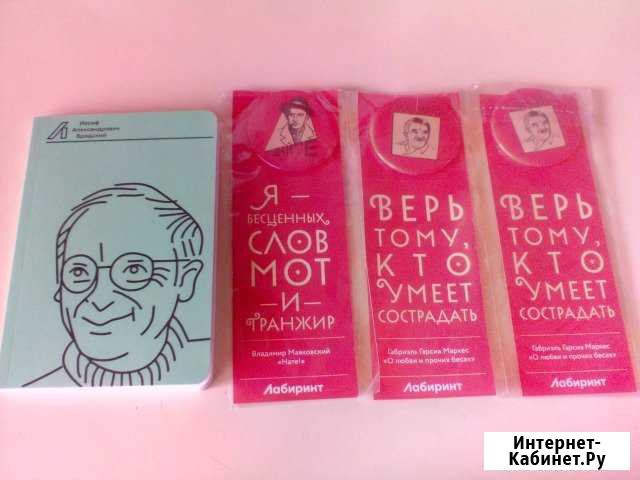 Иосиф
Александрович
Бродский
Я —
БЕСЦЕННЫХ
СЛОВ
МОТ
— И —
ТРАНЖИР
Владимир Маяковский
«Нате!»
Лабиринт
ВЕРЬ
ТОМУ,
КТО
УМЕЕТ
СОСТРАДАТЬ
Габриэль Гарсиа Маркес
«О любви и прочих бесах»
Лабиринт
ВЕРЬ
ТОМУ,
КТО
УМЕЕТ
СОСТРАДАТЬ
Габриэль Гарсиа Маркес
«О любви и прочих бесах»
Лабиринт
Интернет-
Кабинет.Ру